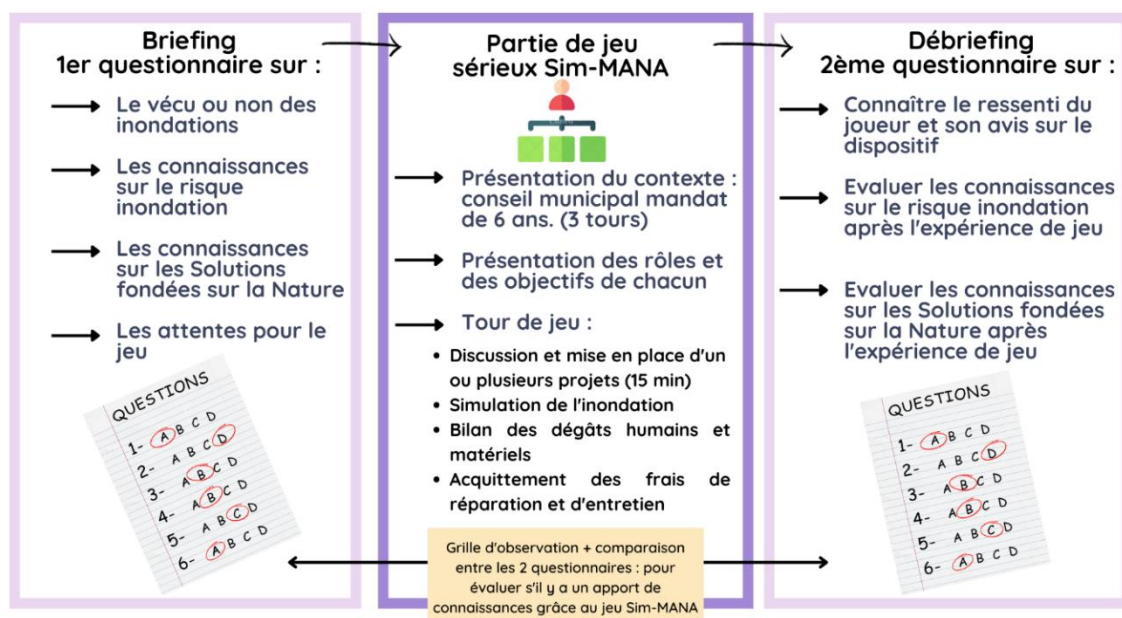 Briefing
1er questionnaire sur :
Le vécu ou non des
inondations
Les connaissances
sur le risque
inondation
Les connaissances
sur les Solutions
fondées sur la Nature
Les attentes pour le
jeu
QUESTIONS
1- A B C D
2- A B C D
3- A B C D
4- A B C D
5- A B C D
6- A B C D
Partie de jeu
sérieux Sim-MANA
Présentation du contexte :
conseil municipal mandat
de 6 ans. (3 tours)
Présentation des rôles et
des objectifs de chacun
Tour de jeu :
• Discussion et mise en place d'un
ou plusieurs projets (15 min)
• Simulation de l'inondation
• Bilan des dégâts humains et
matériels
• Acquittement des frais de
réparation et d'entretien
Grille d'observation + comparaison
entre les 2 questionnaires : pour
évaluer s'il y a un apport de
connaissances grâce au jeu Sim-MANA
Débriefing
2ème questionnaire sur :
Connaître le ressenti du
joueur et son avis sur le
dispositif
Evaluer les connaissances
sur le risque inondation
après l'expérience de jeu
Evaluer les connaissances
sur les Solutions fondées
sur la Nature après
l'expérience de jeu
QUESTIONS
1- A B C D
2- A B C D
3- A B C D
4- A B C D
5- A B C D
6- A B C D